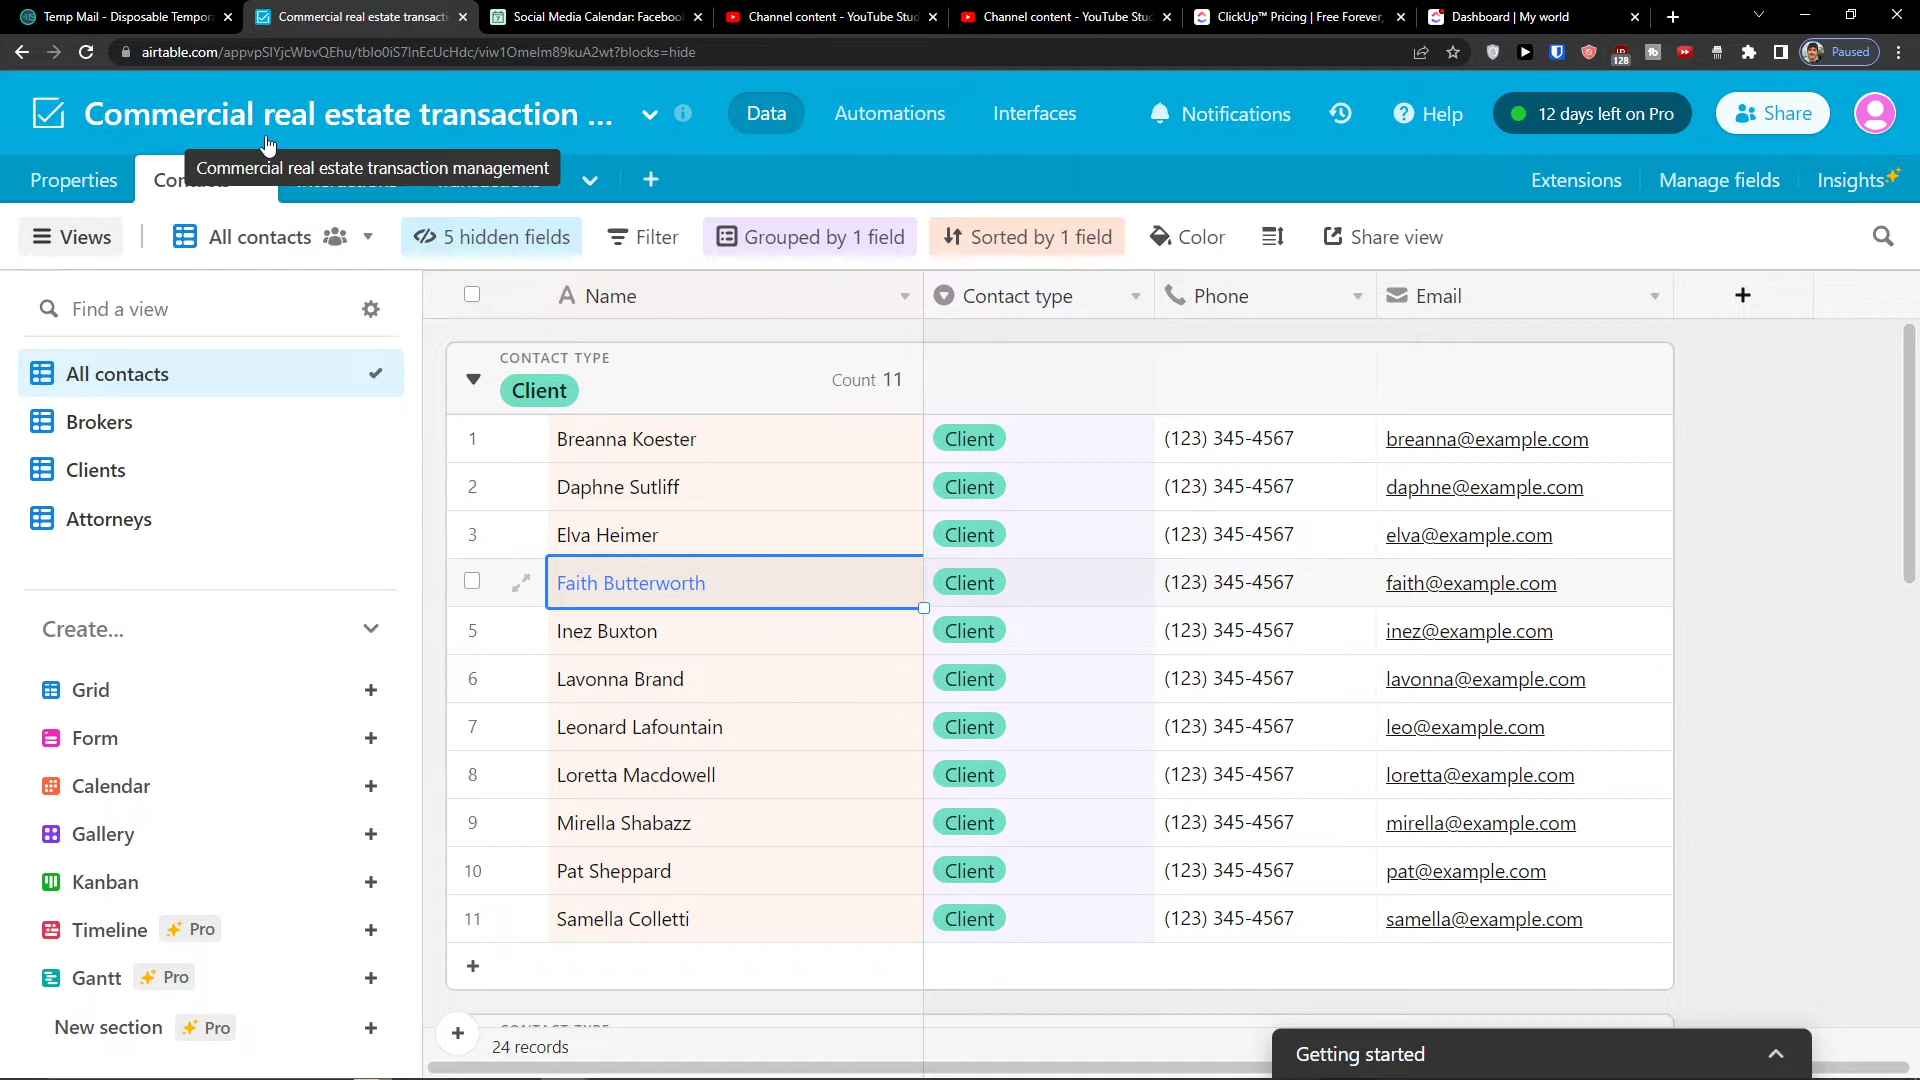 Temp Mail - Disposable Tempora
Commercial real estate transacti
Social Media Calendar: Facebook
Channel content - YouTube Stud
Channel content - YouTube Stud
ClickUp™ Pricing | Free Forever,
Dashboard | My world
airtable.com/appvpSlYjcWbvQEhu/tblo0iS7lnEcUcHdc/viw1Omelm89kuA2wt?blocks=hide
128
Paused
Commercial real estate transaction ...
Data
Automations
Interfaces
Notifications
Help
12 days left on Pro
Share
Commercial real estate transaction management
Properties
Extensions
Manage fields
Insights
Views
All contacts
5 hidden fields
Filter
Grouped by 1 field
Sorted by 1 field
Color
Share view
Find a view
Name
Contact type
Phone
Email
All contacts
Brokers
Clients
Attorneys
CONTACT TYPE
Client
Count 11
1 Breanna Koester Client (123) 345-4567 breanna@example.com
2 Daphne Sutliff Client (123) 345-4567 daphne@example.com
3 Elva Heimer Client (123) 345-4567 elva@example.com
Faith Butterworth Client (123) 345-4567 faith@example.com
5 Inez Buxton Client (123) 345-4567 inez@example.com
6 Lavonna Brand Client (123) 345-4567 lavonna@example.com
7 Leonard Lafountain Client (123) 345-4567 leo@example.com
8 Loretta Macdowell Client (123) 345-4567 loretta@example.com
9 Mirella Shabazz Client (123) 345-4567 mirella@example.com
10 Pat Sheppard Client (123) 345-4567 pat@example.com
11 Samella Colletti Client (123) 345-4567 samella@example.com
Create...
Grid
Form
Calendar
Gallery
Kanban
Timeline Pro
Gantt Pro
New section Pro
CONTACT TYPE
24 records
Getting started